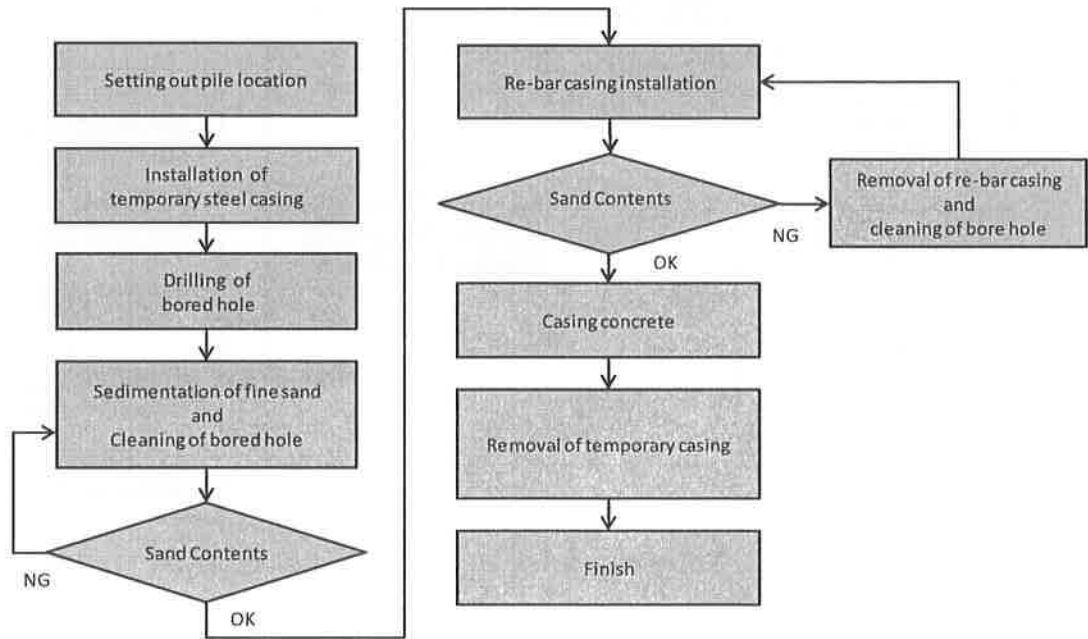 Setting out pile location
Installation of
temporary steel casing
Drilling of
bored hole
Sedimentation of fine sand
and
Cleaning of bored hole
Sand Contents
NG
OK
Re-bar casing installation
Sand Contents
NG
OK
Removal of re-bar casing
and
cleaning of bore hole
Casing concrete
Removal of temporary casing
Finish